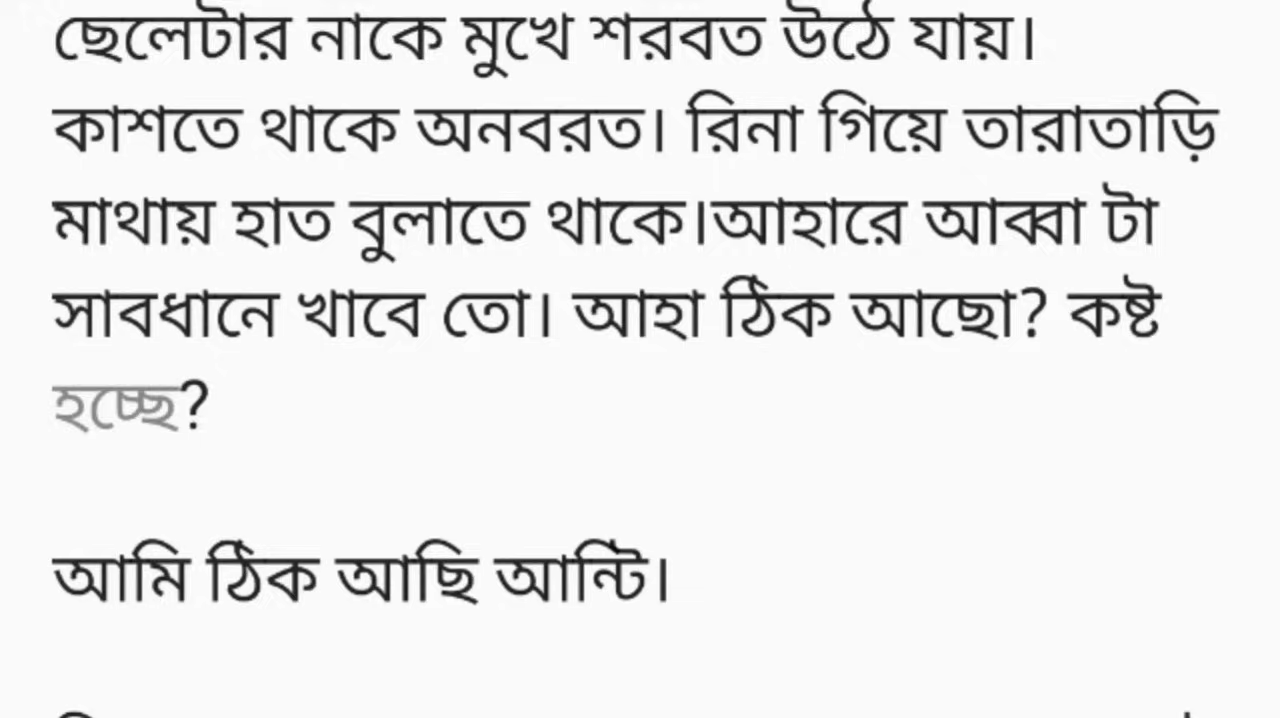 ছেলেটার নাকে মুখে শরবত উঠে যায়।
কাশতে থাকে অনবরত। রিনা গিয়ে তারাতাড়ি
মাথায় হাত বুলাতে থাকে।আহারে আব্বা টা
সাবধানে খাবে তো। আহা ঠিক আছো? কষ্ট
হচ্ছে?
আমি ঠিক আছি আন্টি।